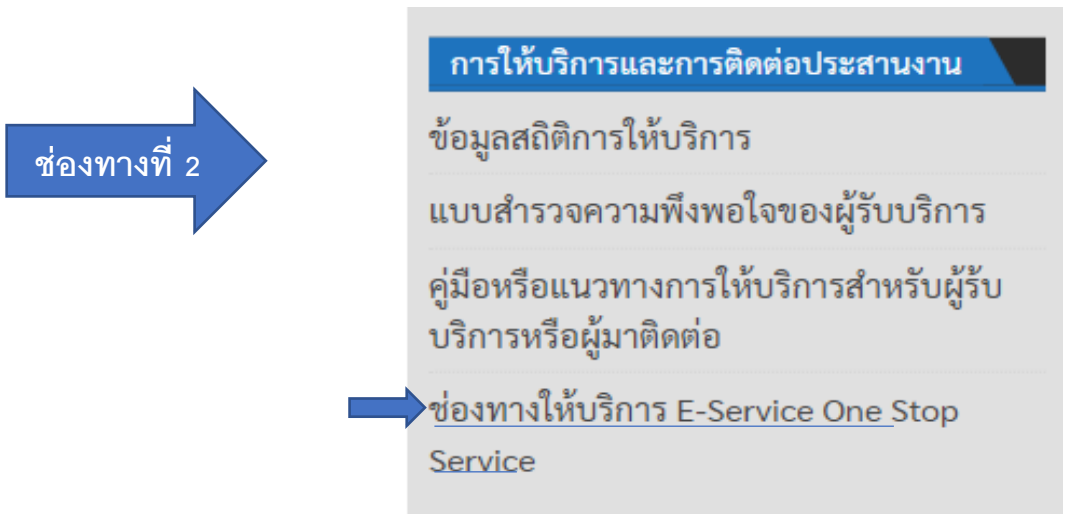 การให้บริการและการติดต่อประสานงาน
ช่องทางที่ 2
ข้อมูลสถิติการให้บริการ
แบบสำรวจความพึงพอใจของผู้รับบริการ
คู่มือหรือแนวทางการให้บริการสำหรับผู้รับ
บริการหรือผู้มาติดต่อ
ช่องทางให้บริการ E-Service One Stop
Service